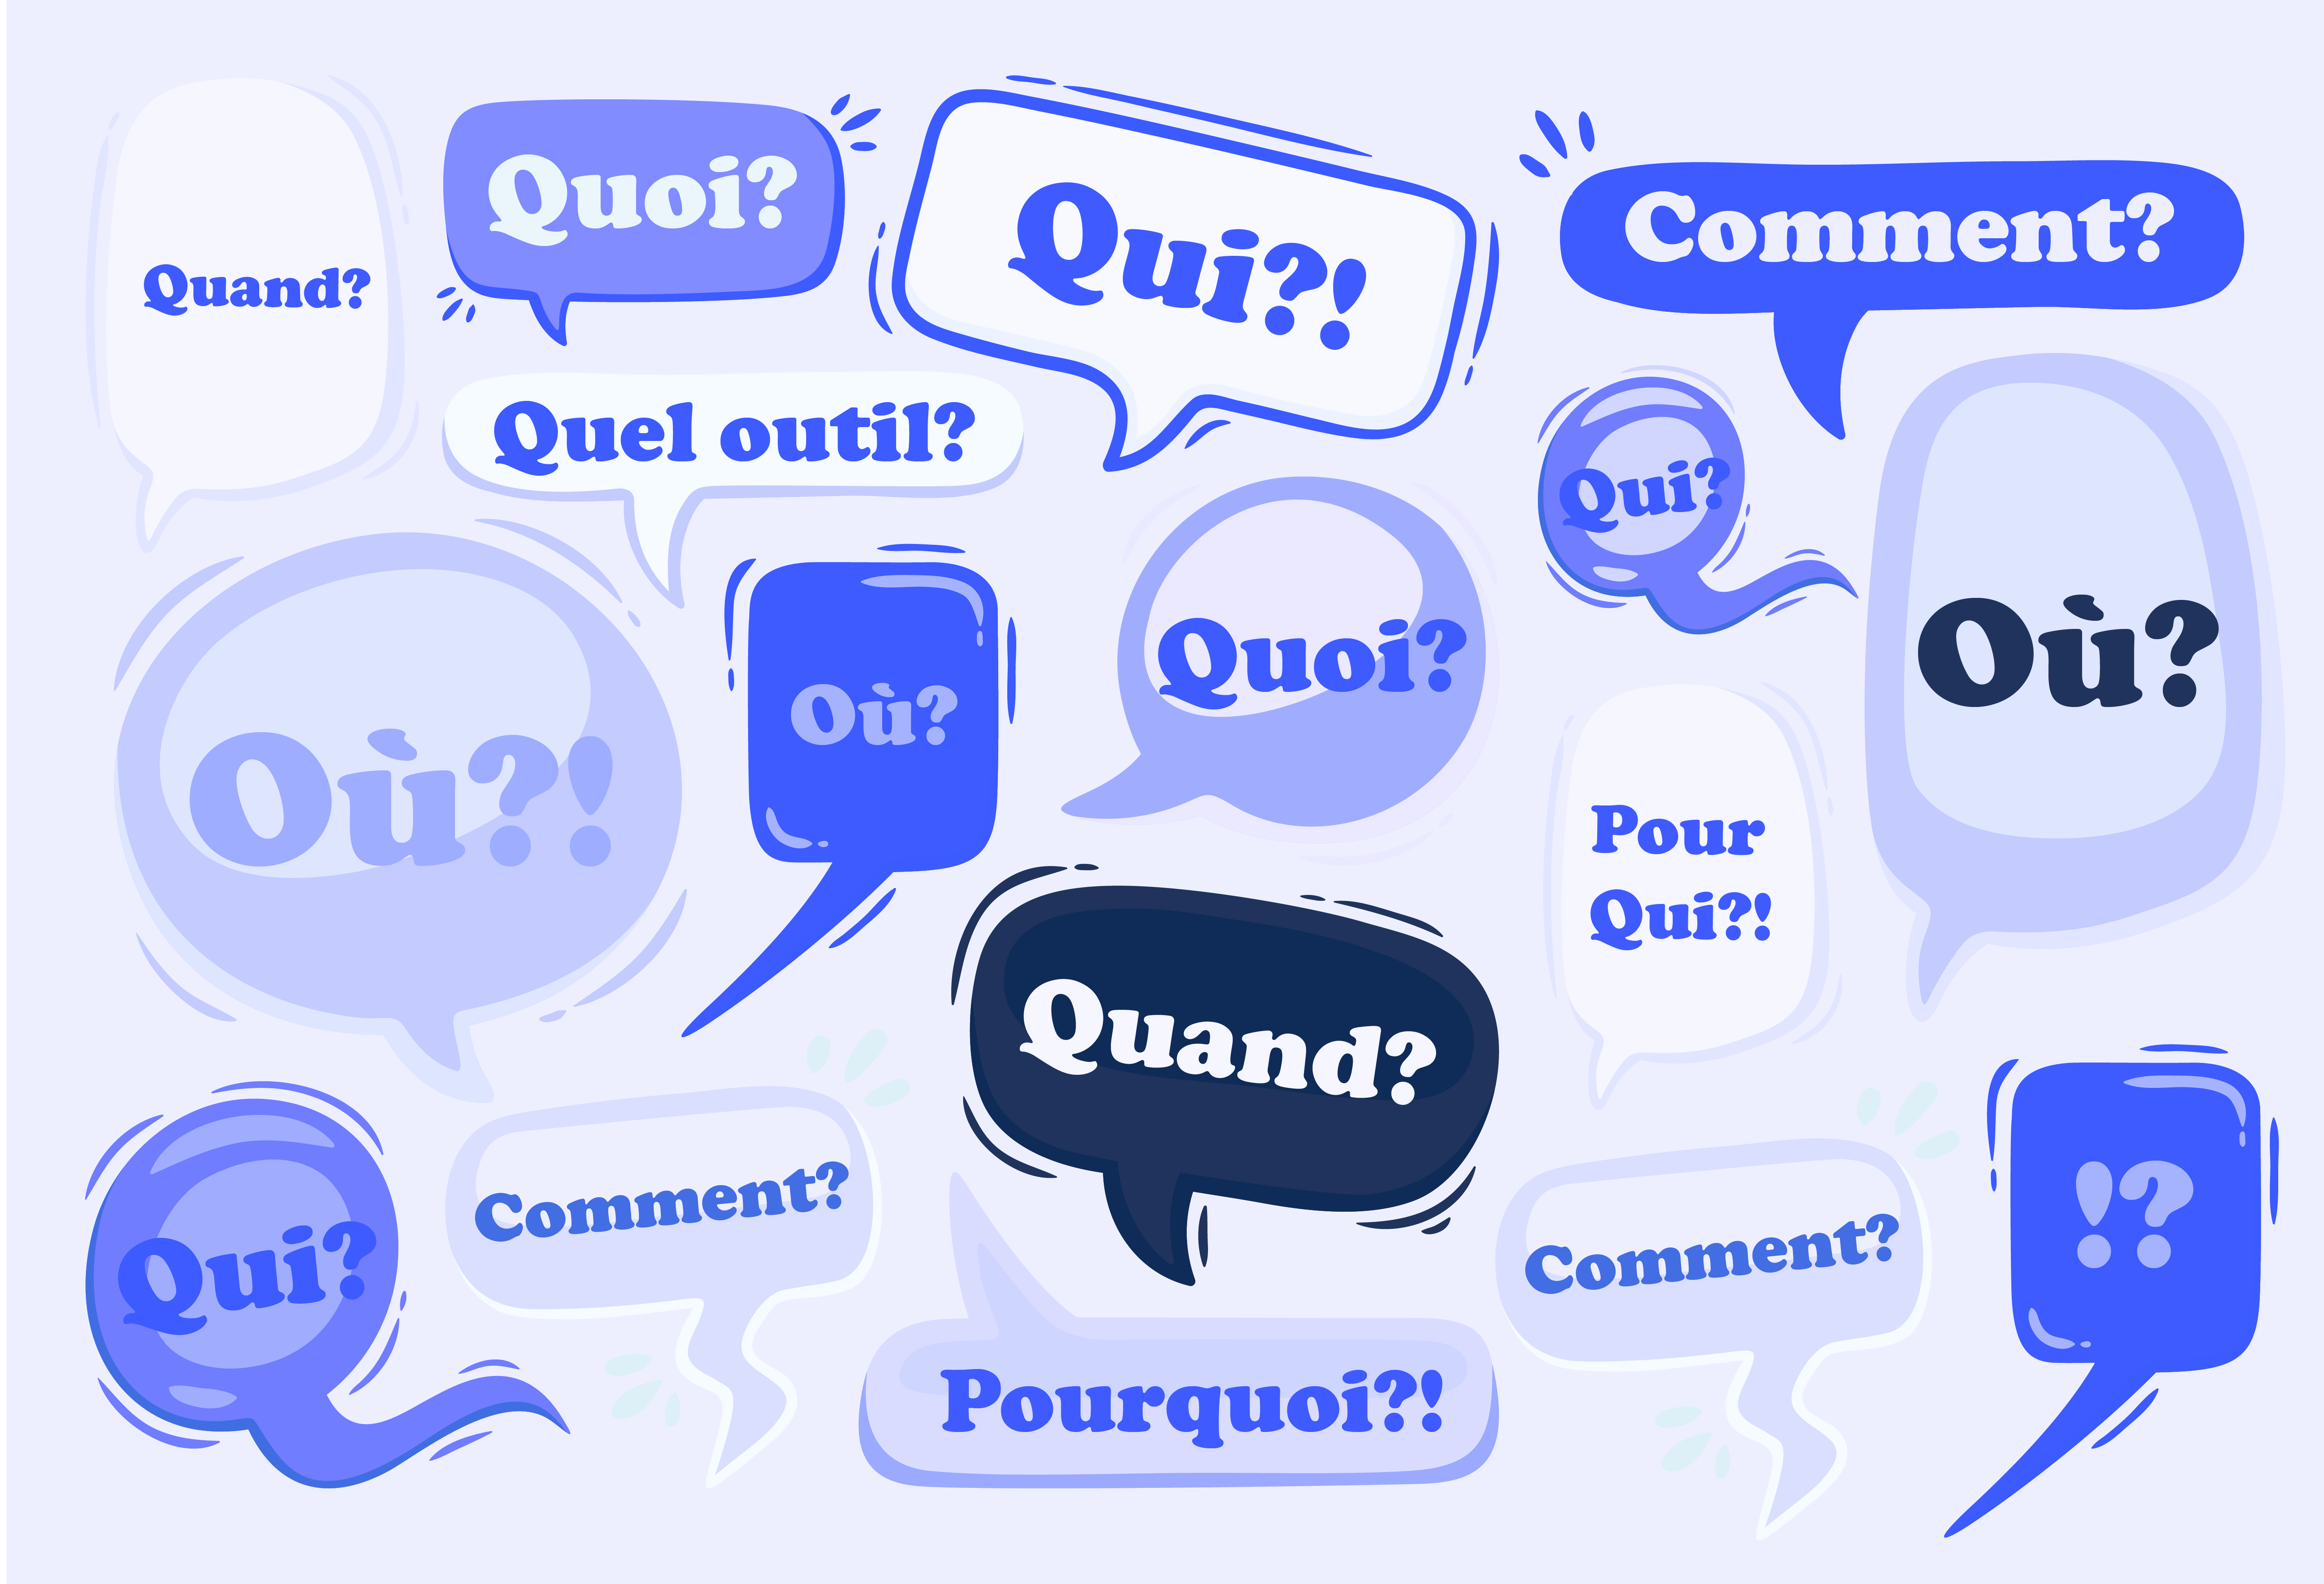 Quand?
Quoi?
Qui?!
Comment?
Quel outil?
Qui?
Où?!
Où?
Quoi?
Où?
Pour
Qui?!
Quand?
Qui?
Comment?
Pourquoi?!
Comment?
!?